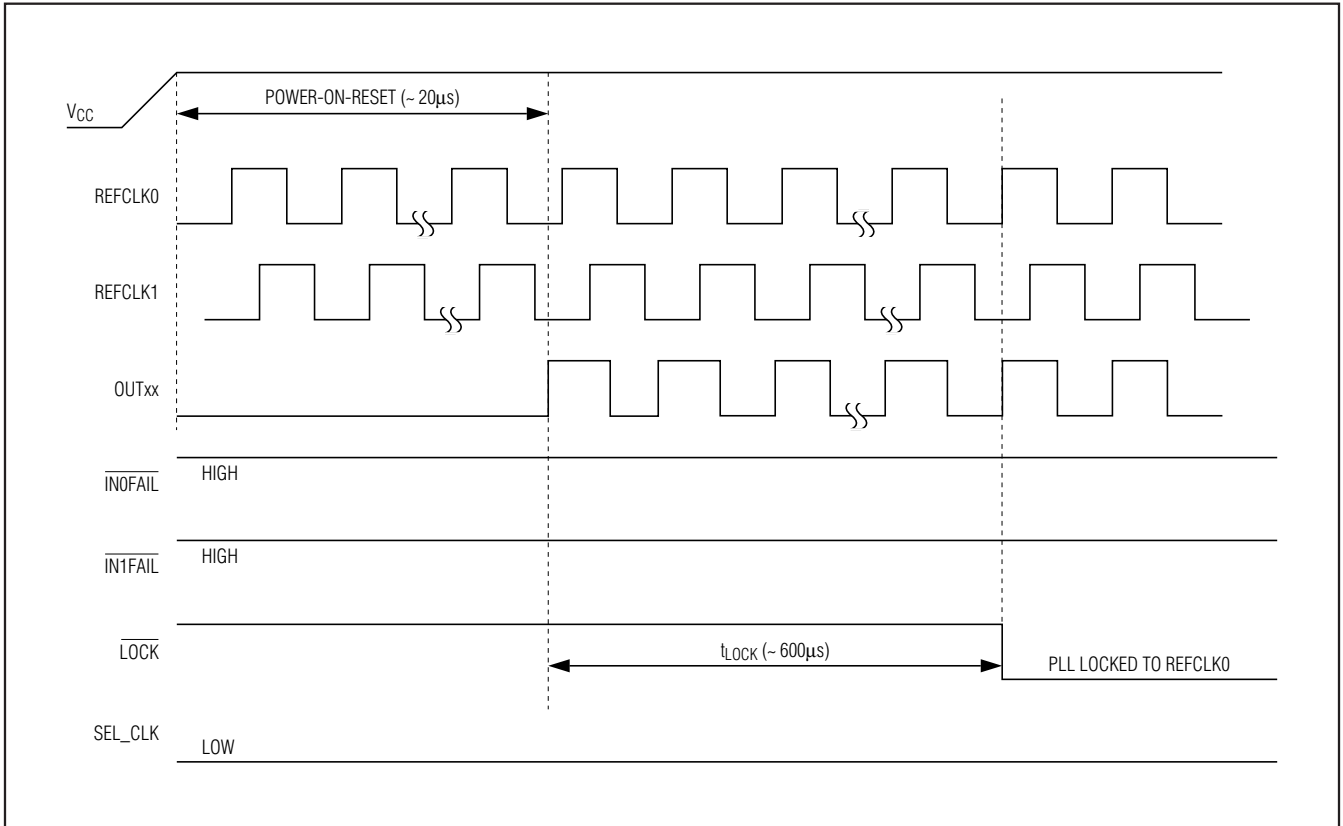 VCC
POWER-ON-RESET (~ 20μs)
REFCLK0
REFCLK1
OUTxx
IN0FAIL
HIGH
IN1FAIL
HIGH
LOCK
tLOCK (~ 600μs)
PLL LOCKED TO REFCLK0
SEL_CLK
LOW